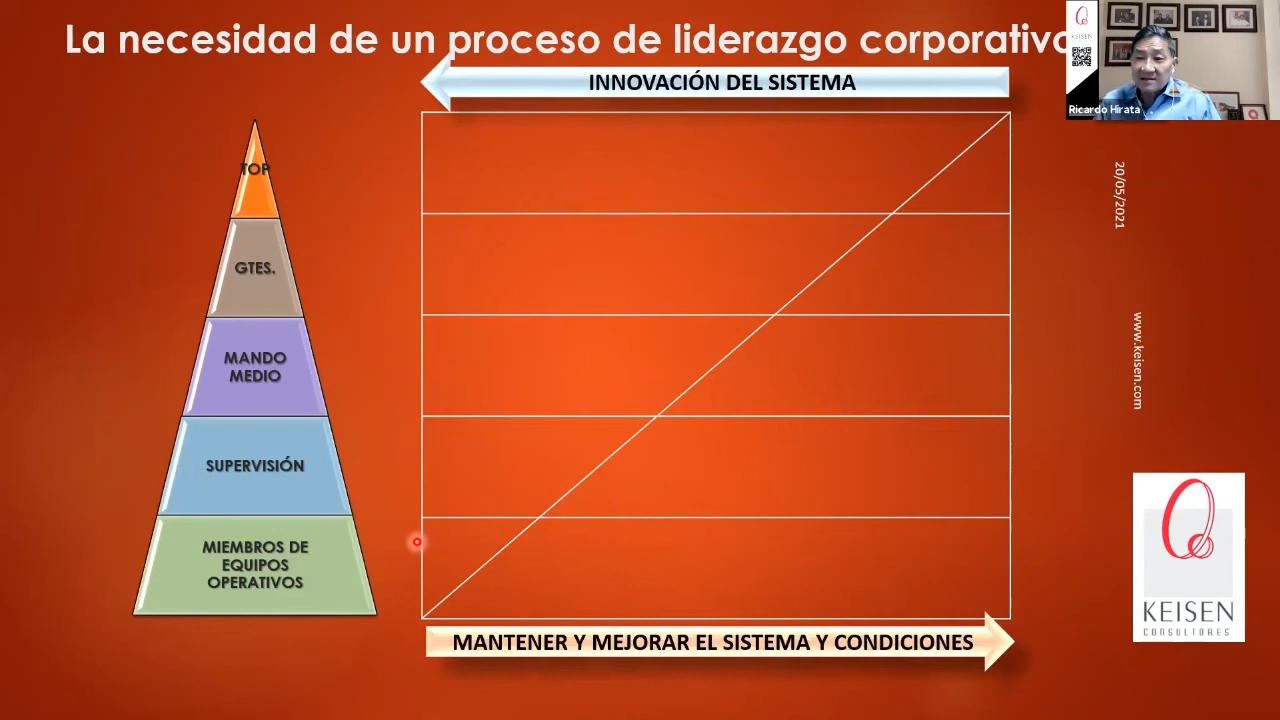 La necesidad de un proceso de liderazgo corporativo
INNOVACIÓN DEL SISTEMA
KEISEN
Ricardo Hirata
TOP
GTES.
MANDO
MEDIO
SUPERVISIÓN
MIEMBROS DE
EQUIPOS
OPERATIVOS
MANTENER Y MEJORAR EL SISTEMA Y CONDICIONES
20/05/2021
www.keisen.com
KEISEN
CONSULTORES